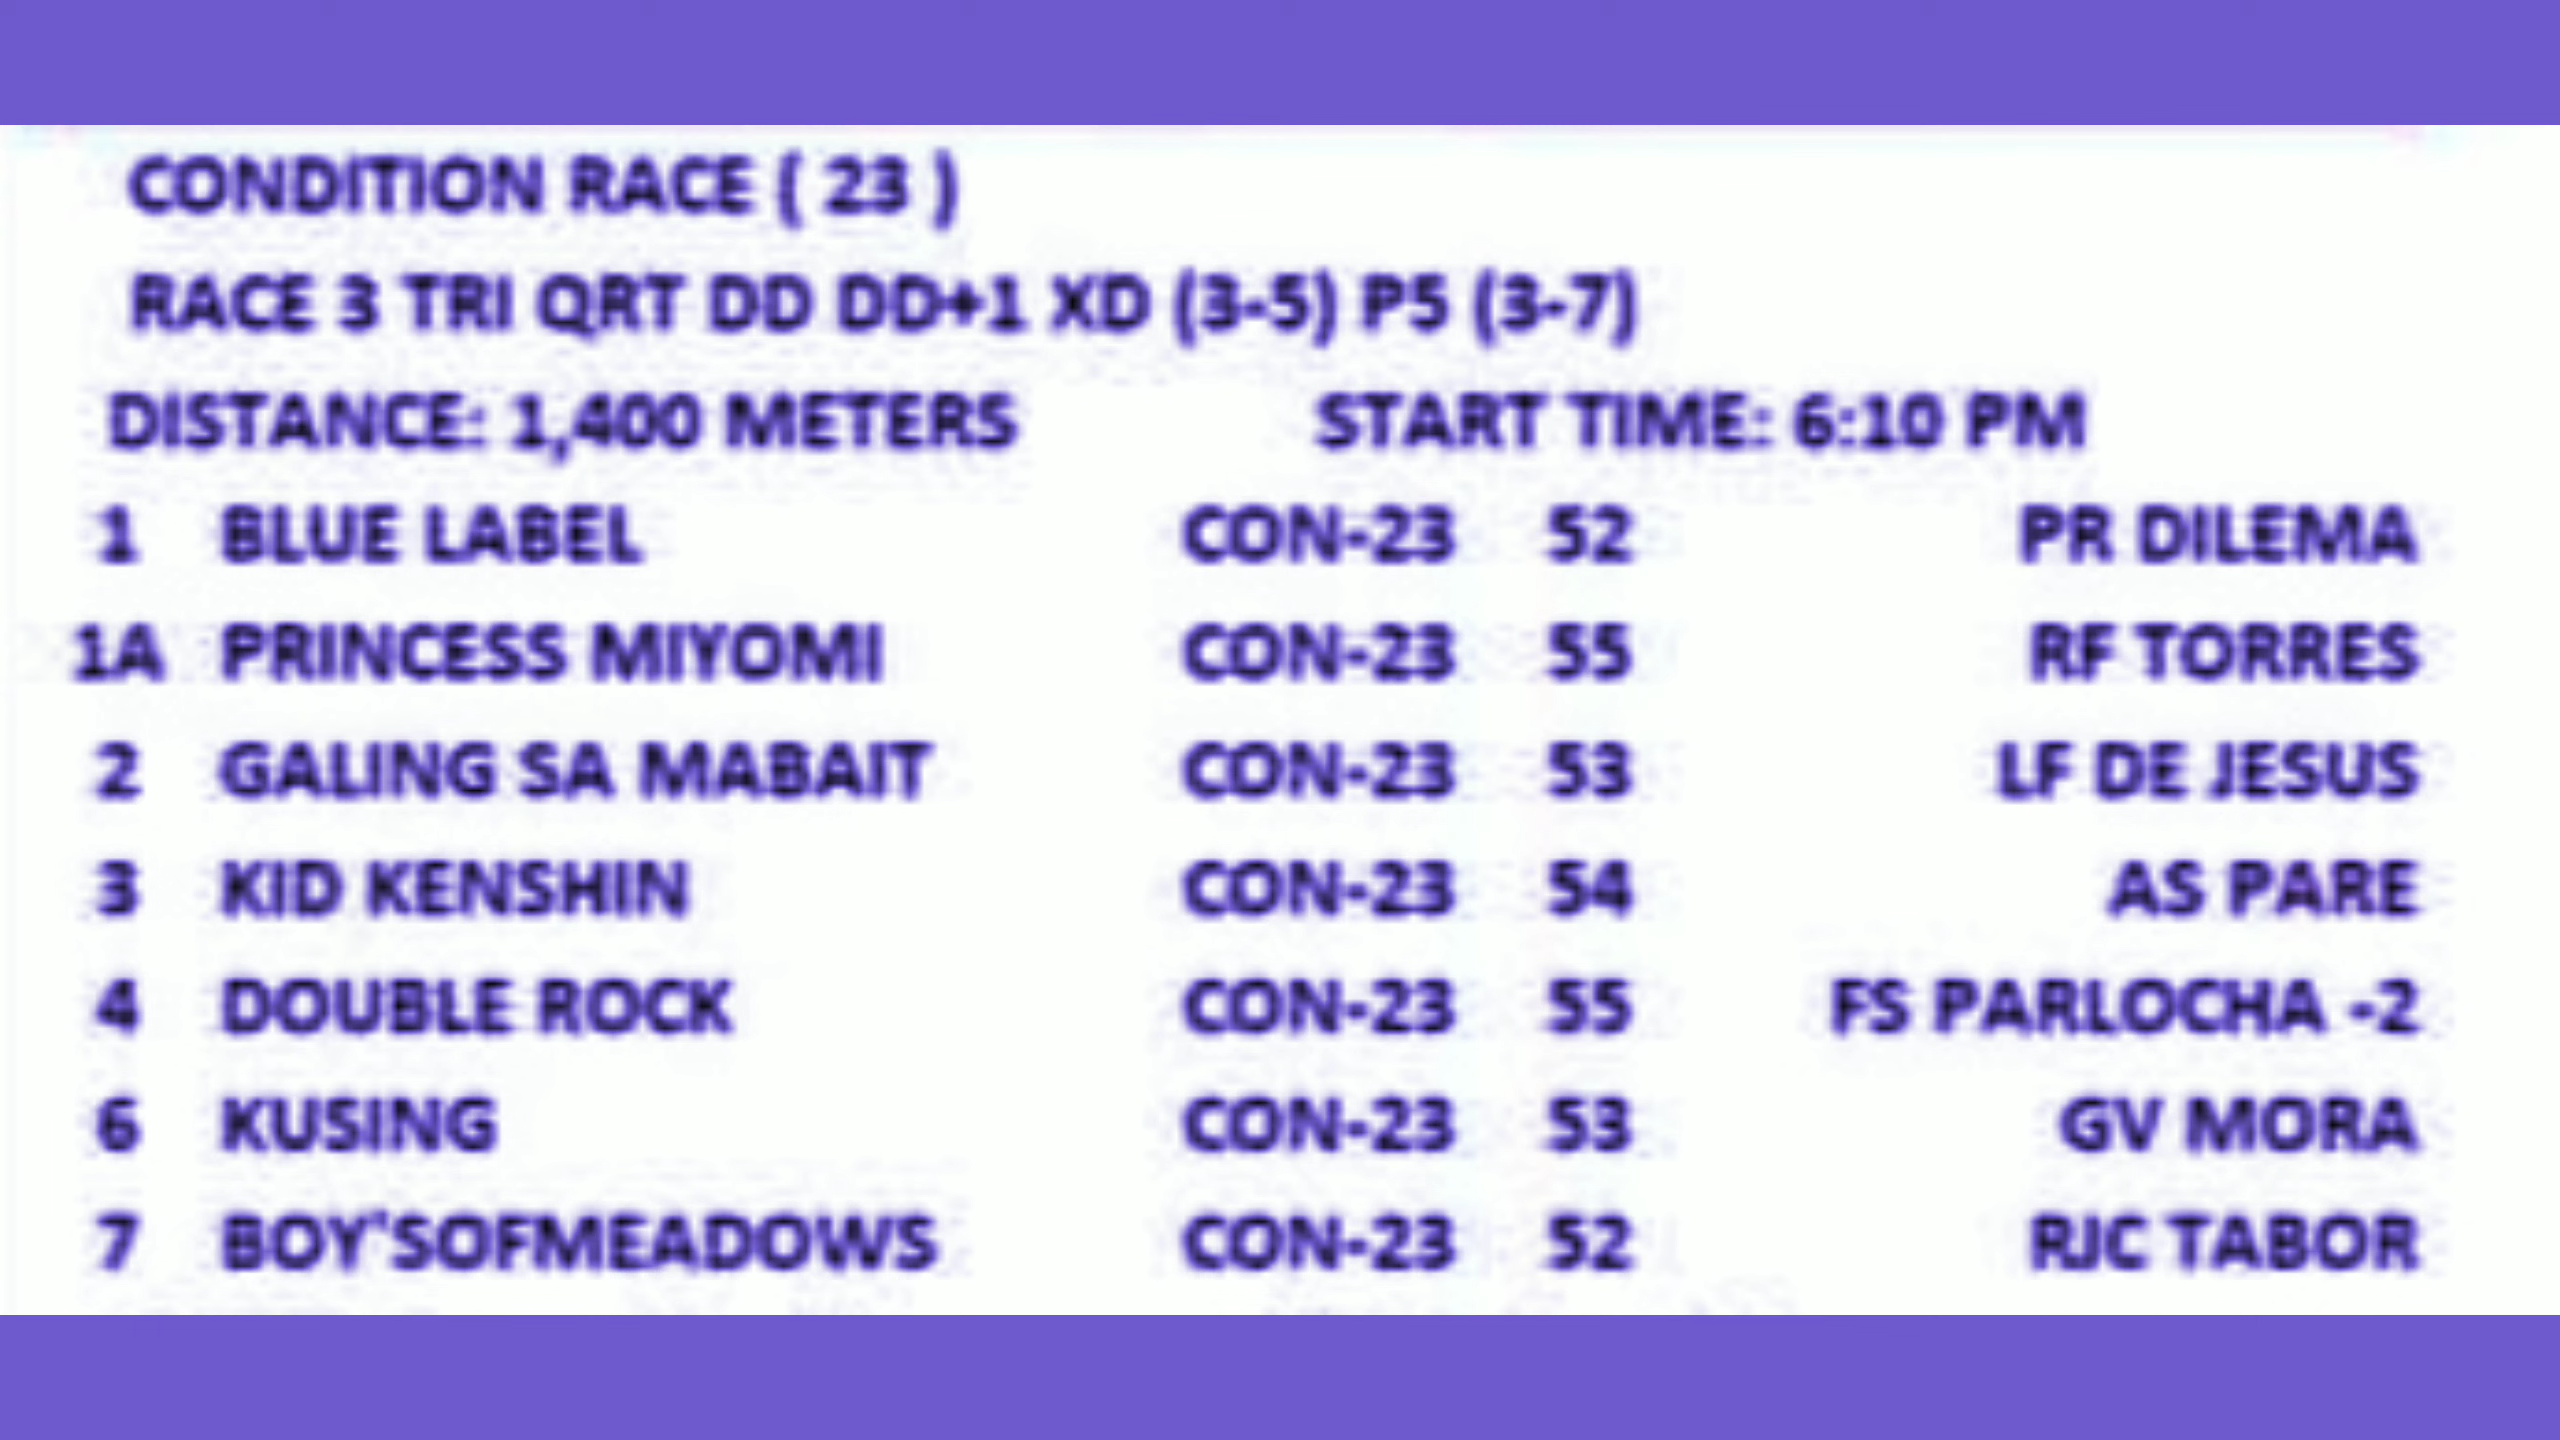 CONDITION RACE ( 23 )
RACE 3 TRI QRT DD DD+1 XD (3-5) P5 (3-7)
DISTANCE: 1,400 METERS START TIME: 6:10 PM
1 BLUE LABEL CON-23 52 PR DILEMA
1A PRINCESS MIYOMI CON-23 55 RF TORRES
2 GALING SA MABAIT CON-23 53 LF DE JESUS
3 KID KENSHIN CON-23 54 AS PARE
4 DOUBLE ROCK CON-23 55 FS PARLOCHA -2
6 KUSING CON-23 53 GV MORA
7 BOY'SOFMEADOWS CON-23 52 RJC TABOR